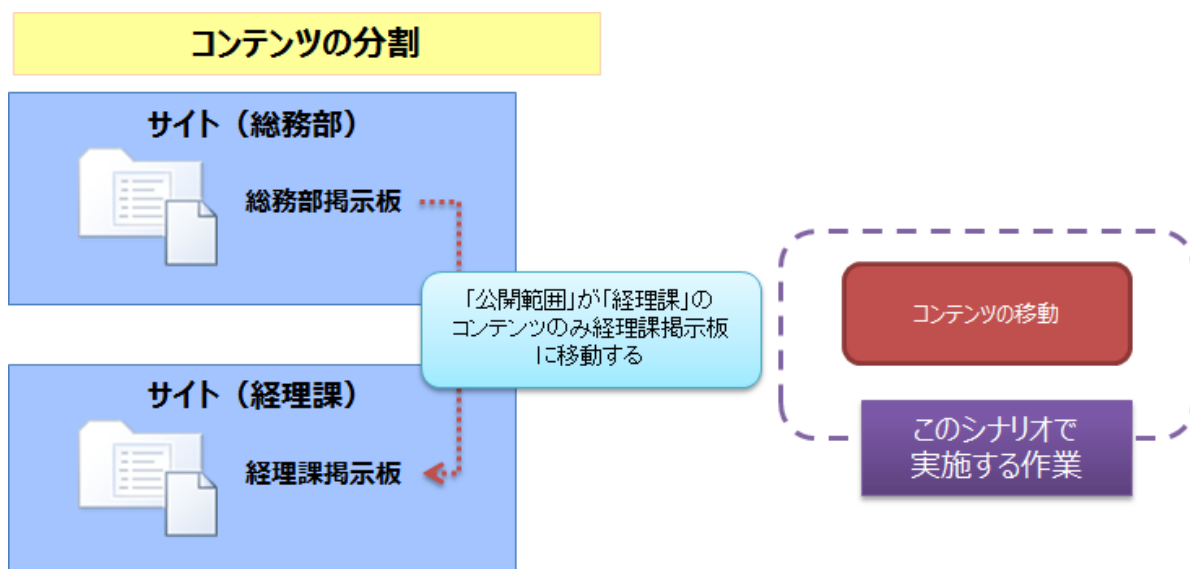 コンテンツの分割
サイト（総務部）
総務部掲示板
「公開範囲」が「経理課」の
コンテンツのみ経理課掲示板
に移動する
サイト（経理課）
経理課掲示板
コンテンツの移動
このシナリオで
実施する作業